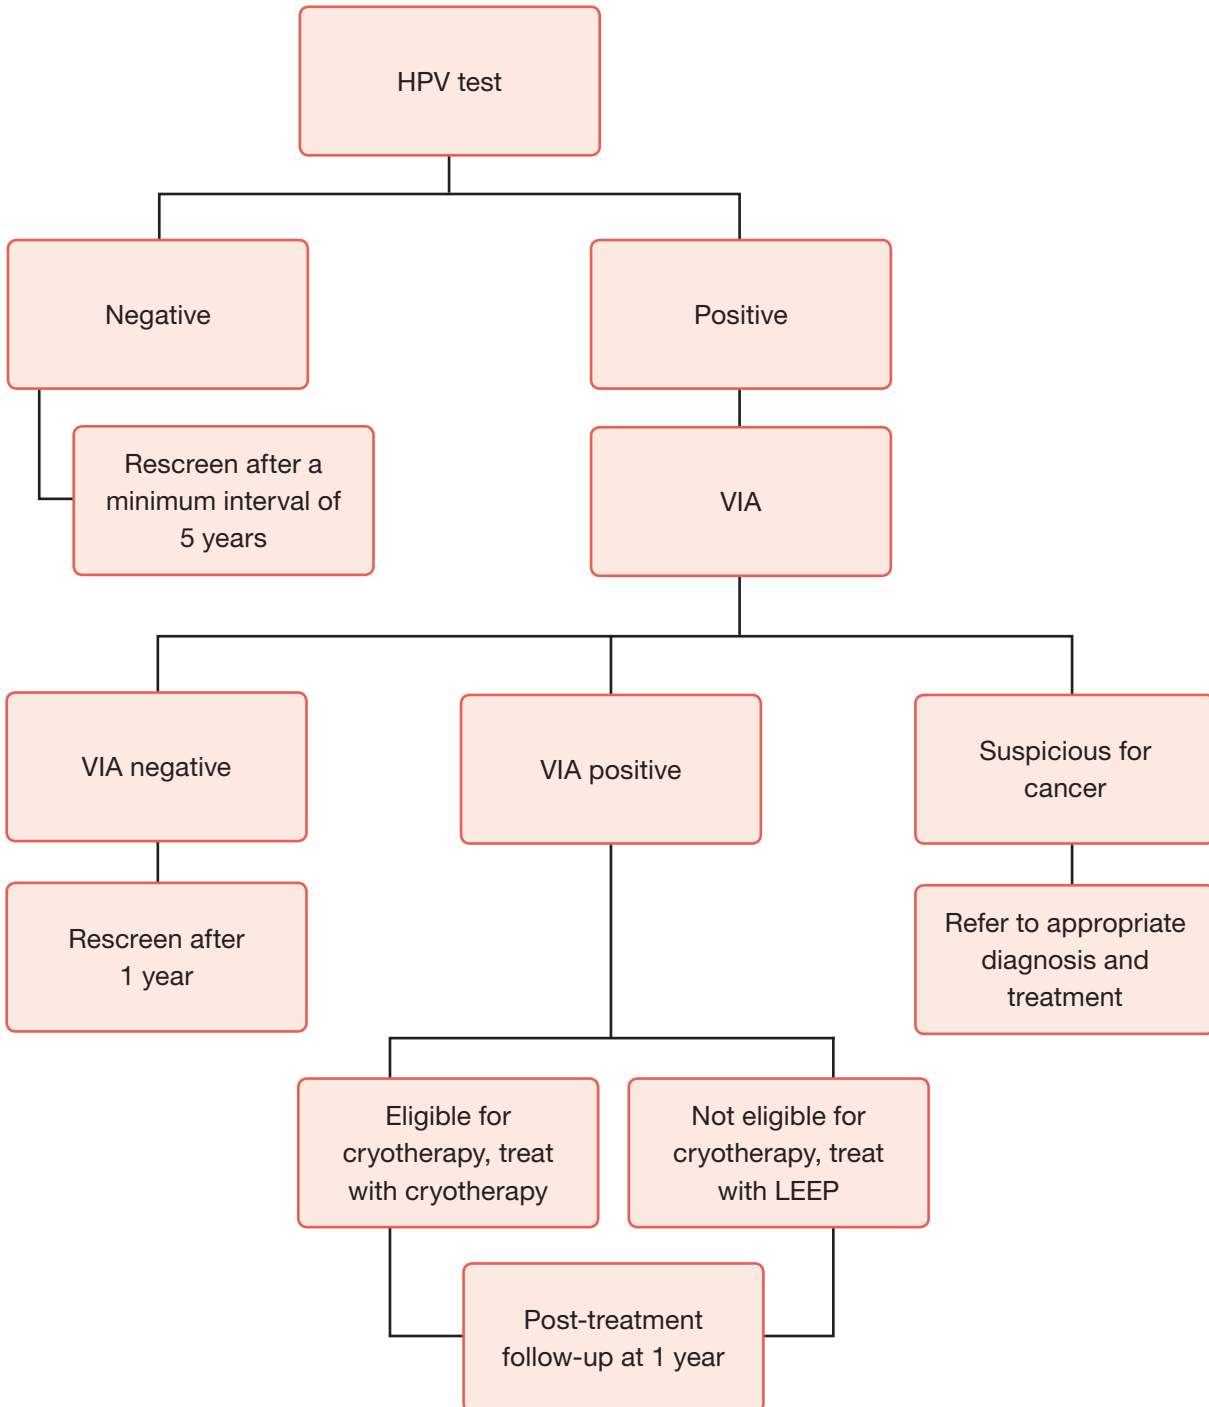 HPV test
Negative
Positive
Rescreen after a
minimum interval of
5 years
VIA
VIA negative
VIA positive
Suspicious for
cancer
Rescreen after
1 year
Refer to appropriate
diagnosis and
treatment
Eligible for
cryotherapy, treat
with cryotherapy
Not eligible for
cryotherapy, treat
with LEEP
Post-treatment
follow-up at 1 year